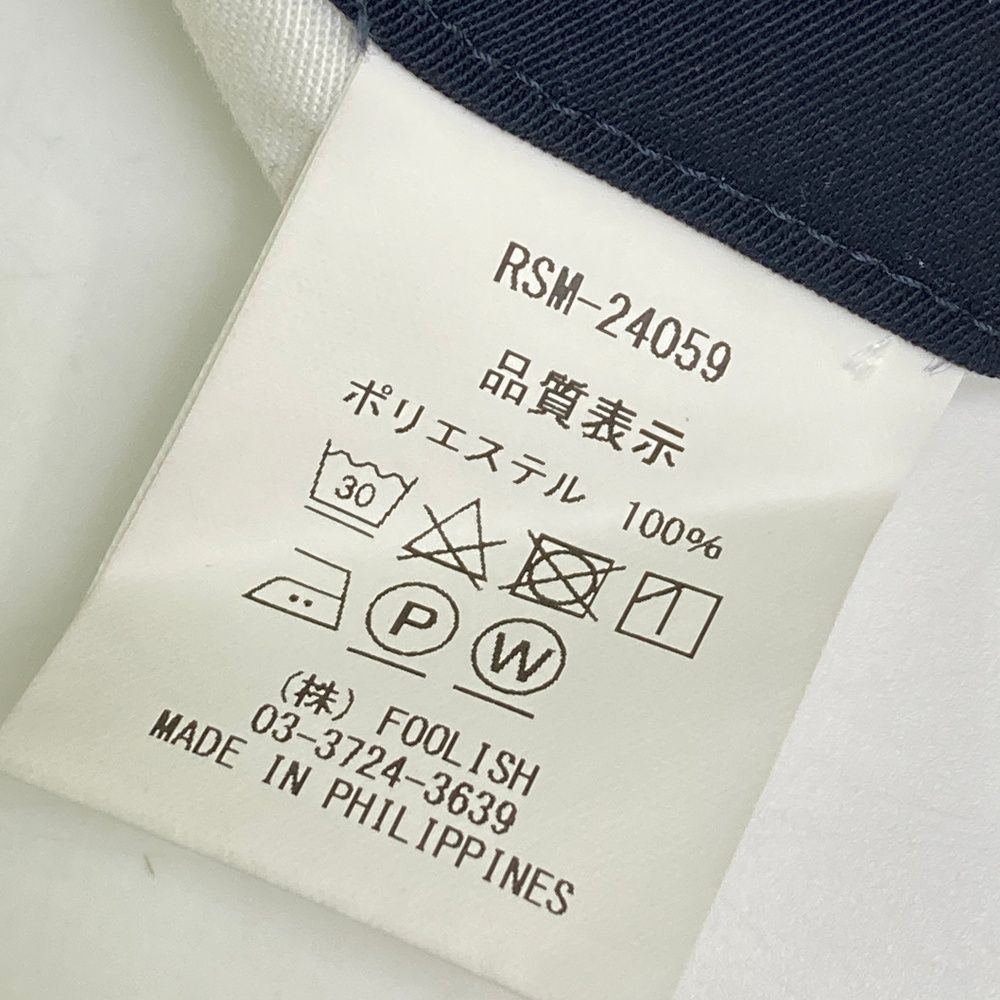 RSM-24059
品質表示
ポリエステル 100%
30
P W
(株) FOOLISH
03-3724-3639
MADE IN PHILIPPINES